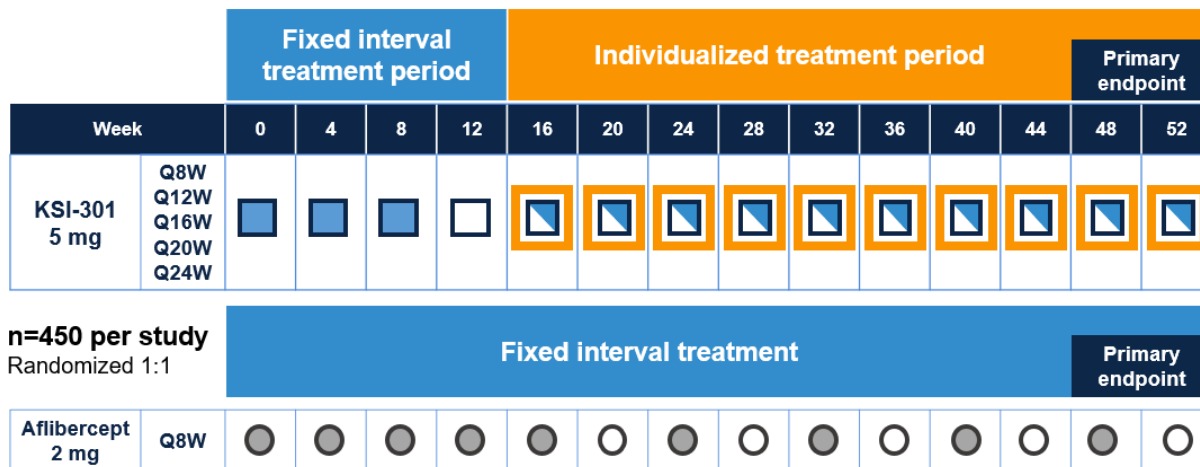 Fixed interval
treatment period
Individualized treatment period
Primary
endpoint
Week 0 4 8 12 16 20 24 28 32 36 40 44 48 52
KSI-301
5 mg
Q8W
Q12W
Q16W
Q20W
Q24W
n=450 per study
Randomized 1:1
Fixed interval treatment
Primary
endpoint
Aflibercept
2 mg
Q8W